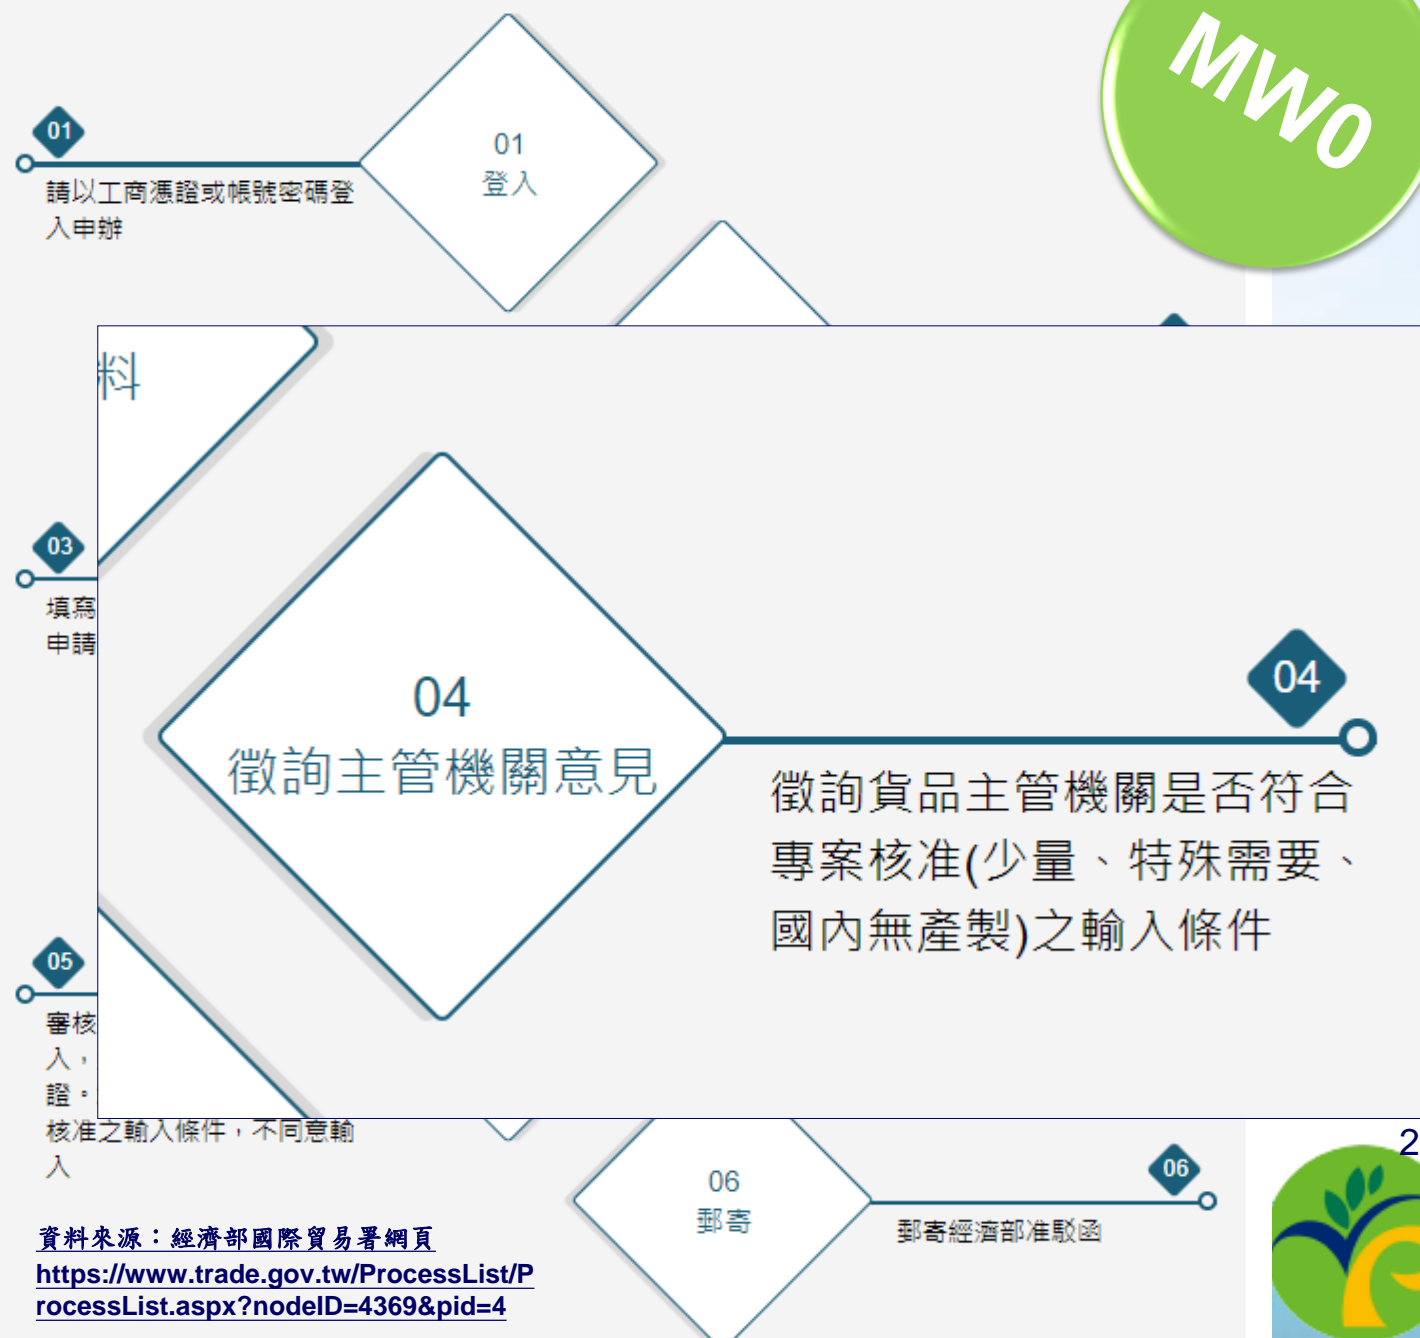 MW0
01
01
登入
請以工商憑證或帳號密碼登
入申辦
料
03
填寫
申請
04
徵詢主管機關意見
04
徵詢貨品主管機關是否符合
專案核准(少量、特殊需要、
國內無產製)之輸入條件
05
審核
入，
證。
核准之輸入條件，不同意輸
入
06
郵寄
06
郵寄經濟部准駁函
2
資料來源：經濟部國際貿易署網頁
https://www.trade.gov.tw/ProcessList/P
rocessList.aspx?nodeID=4369&pid=4